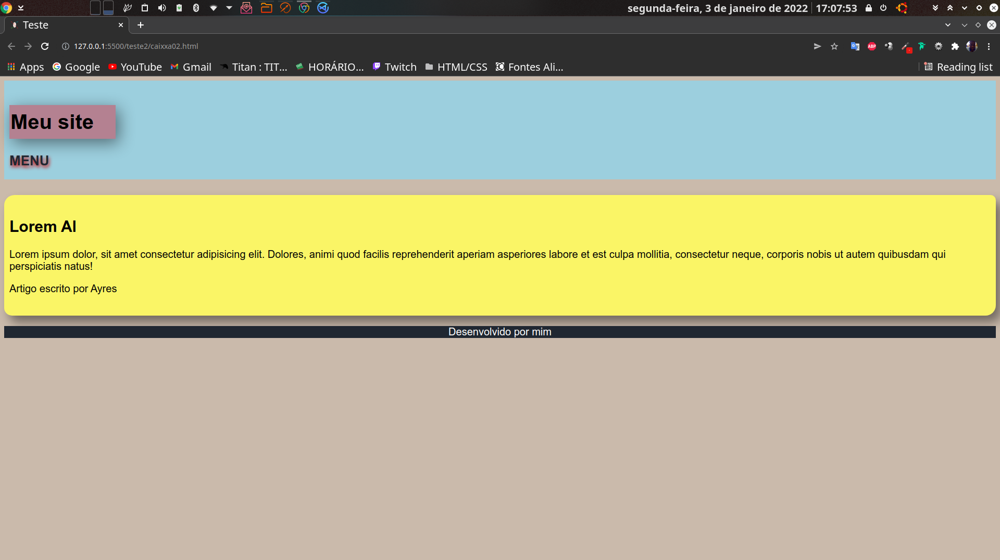 segunda-feira, 3 de janeiro de 2022 17:07:53
Teste
127.0.0.1:5500/teste2/caixxa02.html
ABP
Apps Google YouTube Gmail Titan : TIT... HORÁRIO... Twitch HTML/CSS Fontes Ali... Reading list
Meu site
MENU
Lorem AI
Lorem ipsum dolor, sit amet consectetur adipisicing elit. Dolores, animi quod facilis reprehenderit aperiam asperiores labore et est culpa mollitia, consectetur neque, corporis nobis ut autem quibusdam qui
perspiciatis natus!
Artigo escrito por Ayres
Desenvolvido por mim